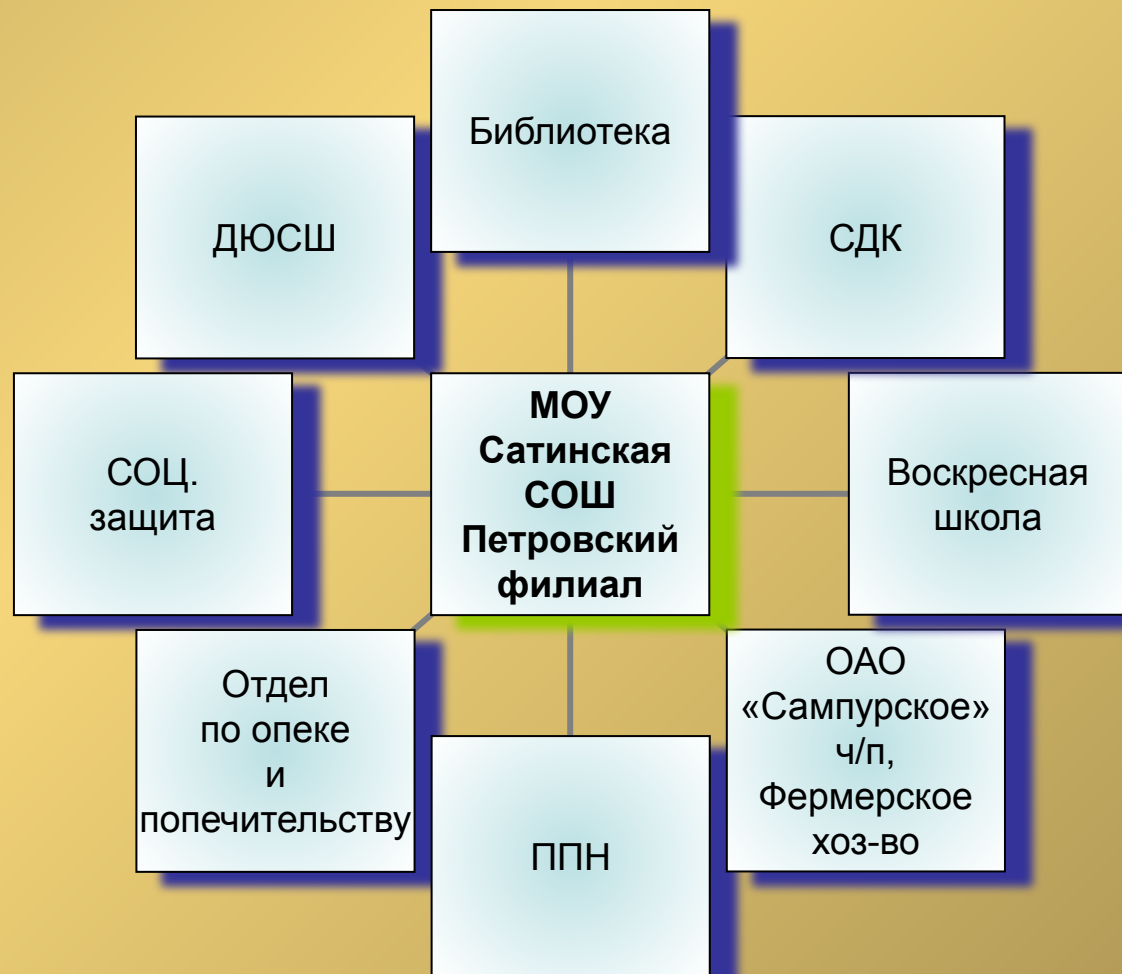 Библиотека
ДЮСШ
СДК
МОУ
Сатинская
СОШ
Петровский
филиал
СОЦ.
защита
Воскресная
школа
Отдел
по опеке
и
попечительству
ППН
ОАО
«Сампурское»
ч/п,
Фермерское
хоз-во